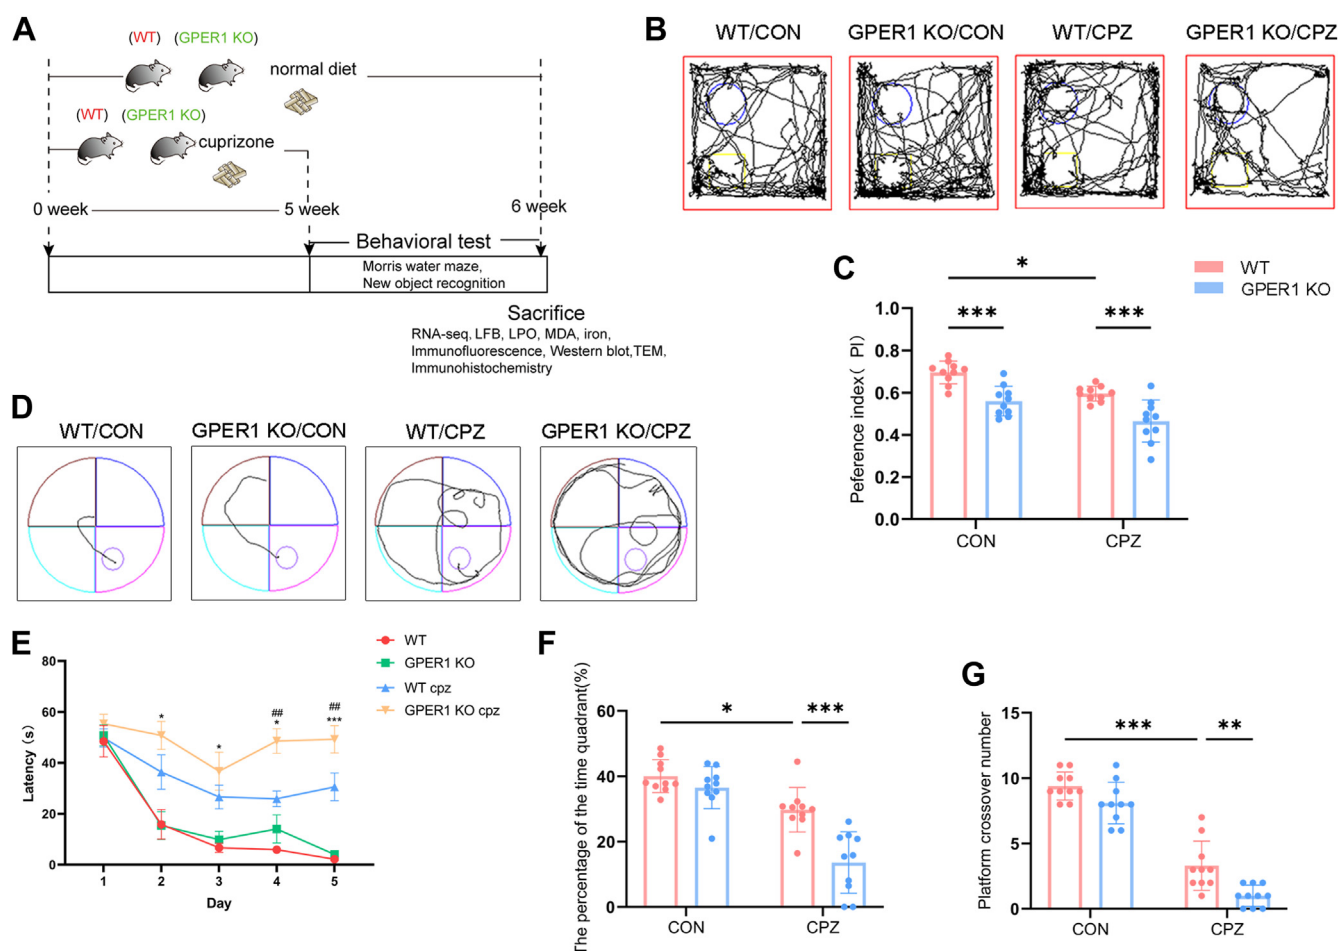 A
(WT) (GPER1 KO)
normal diet
(WT) (GPER1 KO)
cuprizone
0 week
5 week
6 week
Behavioral test
Morris water maze,
New object recognition
Sacrifice
RNA-seq, LFB, LPO, MDA, iron,
Immunofluorescence, Western blot,TEM,
Immunohistochemistry
B
WT/CON GPER1 KO/CON WT/CPZ GPER1 KO/CPZ
C
WT
GPER1 KO
*
*** ***
Peference index( PI)
1.0
0.8
0.6
0.4
0.2
0.0
CON CPZ
D
WT/CON GPER1 KO/CON WT/CPZ GPER1 KO/CPZ
E
WT
GPER1 KO
WT cpz
GPER1 KO cpz
Latency (s)
80
60
40
20
0
* * ## * ## ***
1 2 3 4 5
Day
F
The percentage of the time quadrant(%)
* ***
60
40
20
0
CON CPZ
G
Platform crossover number
*** **
15
10
5
0
CON CPZ